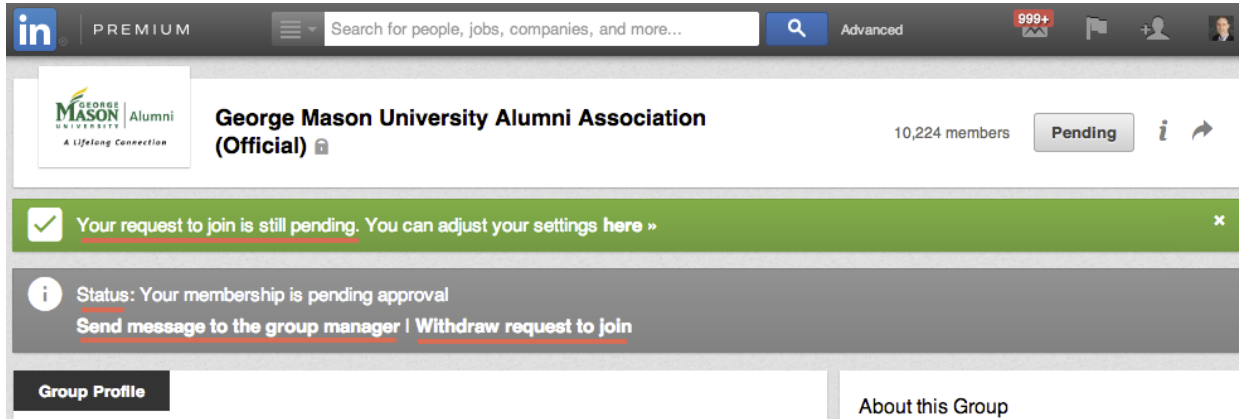 in PREMIUM Search for people, jobs, companies, and more... Advanced 999+
GEORGE
MASON Alumni
UNIVERSITY
A Lifelong Connection
George Mason University Alumni Association
(Official)
10,224 members Pending i
Your request to join is still pending. You can adjust your settings here »
i Status: Your membership is pending approval
Send message to the group manager | Withdraw request to join
Group Profile
About this Group